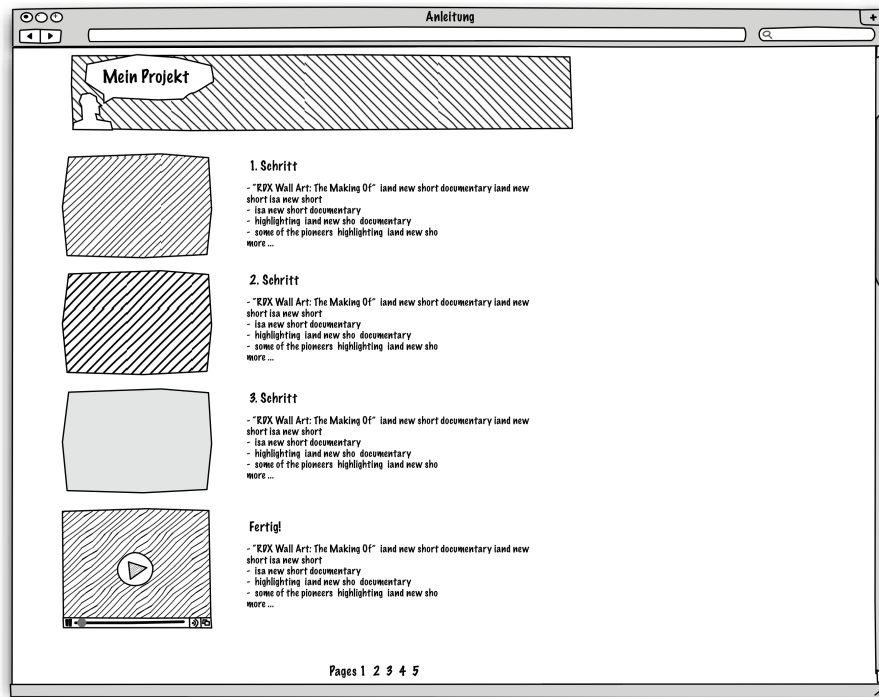 Anleitung
Mein Projekt
1. Schritt
- "RDX Wall Art: The Making Of" iand new short documentary iand new
short isa new short
- isa new short documentary
- highlighting iand new sho documentary
- some of the pioneers highlighting iand new sho
more ...
2. Schritt
- "RDX Wall Art: The Making Of" iand new short documentary iand new
short isa new short
- isa new short documentary
- highlighting iand new sho documentary
- some of the pioneers highlighting iand new sho
more ...
3. Schritt
- "RDX Wall Art: The Making Of" iand new short documentary iand new
short isa new short
- isa new short documentary
- highlighting iand new sho documentary
- some of the pioneers highlighting iand new sho
more ...
Fertig!
- "RDX Wall Art: The Making Of" iand new short documentary iand new
short isa new short
- isa new short documentary
- highlighting iand new sho documentary
- some of the pioneers highlighting iand new sho
more ...
Pages 1 2 3 4 5